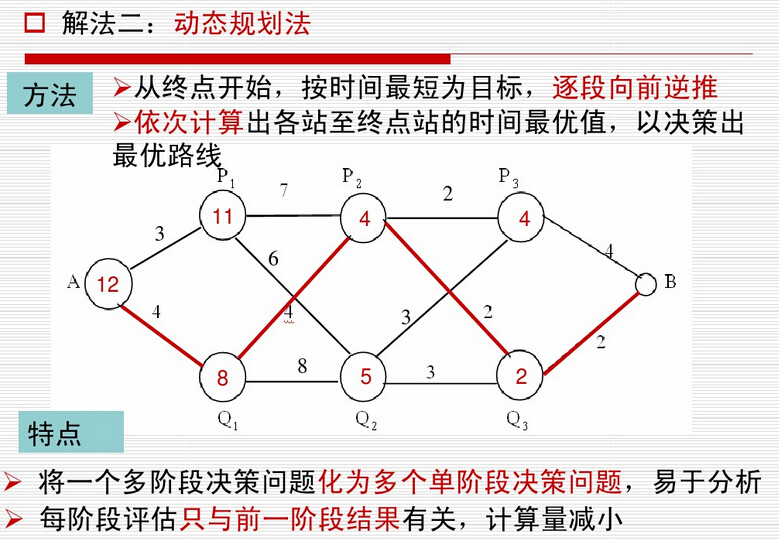 解法二：动态规划法
方法
➢从终点开始，按时间最短为目标，逐段向前逆推
➢依次计算出各站至终点站的时间最优值，以决策出
最优路线
P1 P2 P3
7 2
11 4 4
3 6 4
A 12 B
4 4 3 2 2
8 3
8 5 2
Q1 Q2 Q3
特点
➢ 将一个多阶段决策问题化为多个单阶段决策问题，易于分析
➢ 每阶段评估只与前一阶段结果有关，计算量减小